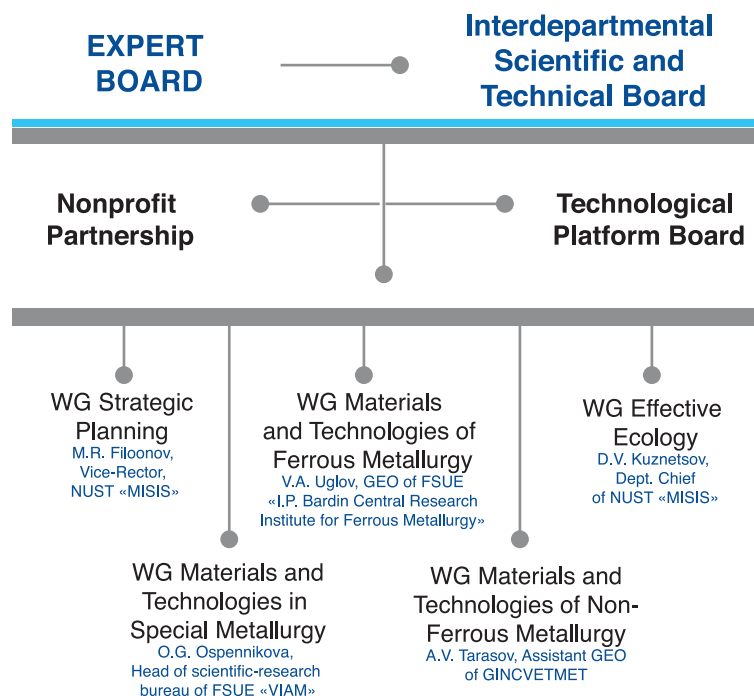 EXPERT
BOARD
Interdepartmental
Scientific and
Technical Board
Nonprofit
Partnership
Technological
Platform Board
WG Strategic
Planning
M.R. Filoonov,
Vice-Rector,
NUST «MISIS»
WG Materials
and Technologies of
Ferrous Metallurgy
V.A. Uglov, GEO of FSUE
«I.P. Bardin Central Research
Institute for Ferrous Metallurgy»
WG Effective
Ecology
D.V. Kuznetsov,
Dept. Chief
of NUST «MISIS»
WG Materials and
Technologies in
Special Metallurgy
O.G. Ospennikova,
Head of scientific-research
bureau of FSUE «VIAM»
WG Materials and
Technologies of Non-
Ferrous Metallurgy
A.V. Tarasov, Assistant GEO
of GINCVETMET